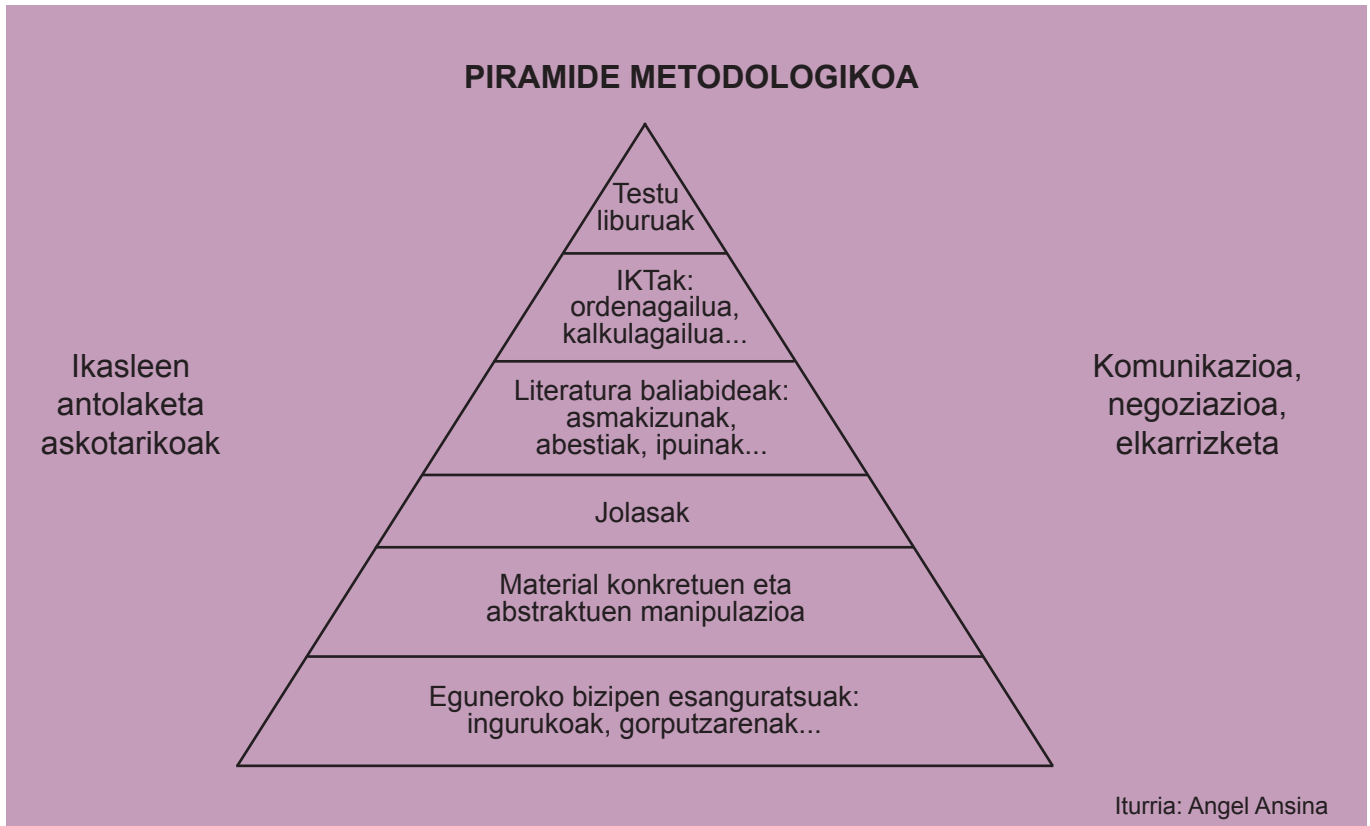 PIRAMIDE METODOLOGIKOA
Testu
liburuak
IKTak:
ordenagailua,
kalkulagailua...
Literatura baliabideak:
asmakizunak,
abestiak, ipuinak...
Jolasak
Material konkretuen eta
abstraktuen manipulazioa
Eguneroko bizipen esanguratsuak:
ingurukoak, gorputzarenak...
Ikasleen
antolaketa
askotarikoak
Komunikazioa,
negoziazioa,
elkarrizketa
Iturria: Angel Ansina